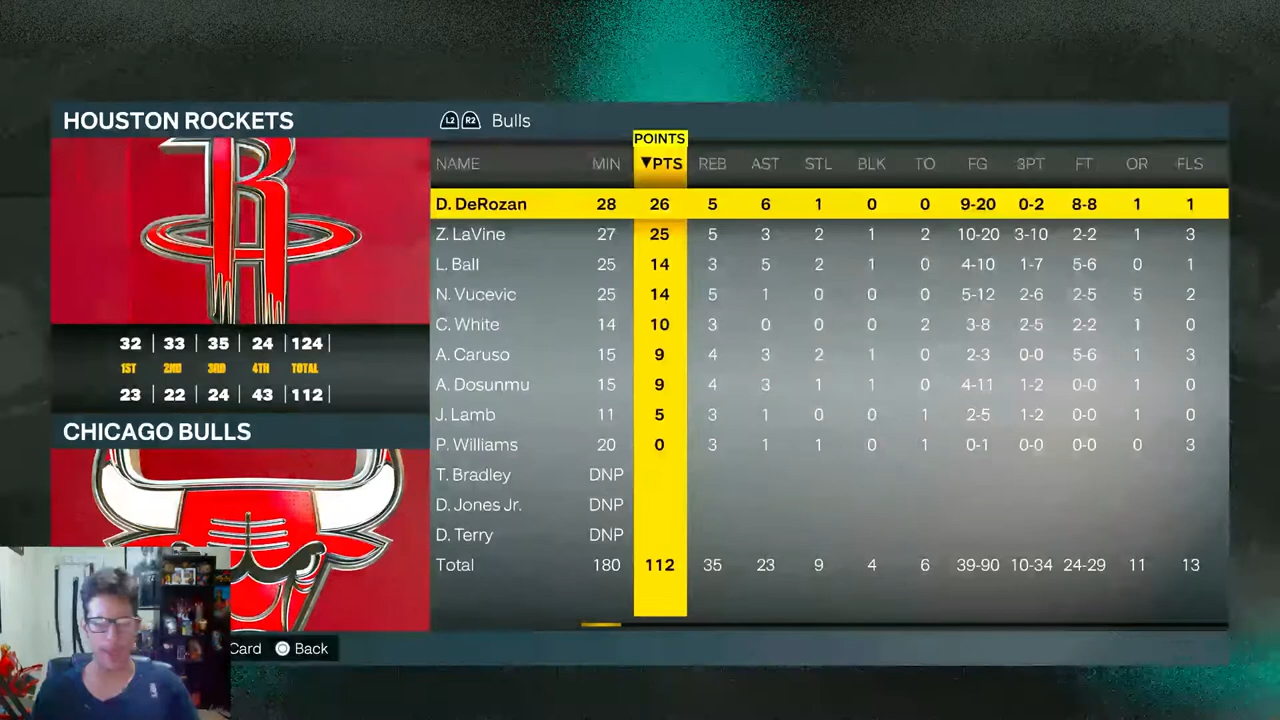 HOUSTON ROCKETS
32 | 33 | 35 | 24 | 124 |
1ST 2ND 3RD 4TH TOTAL
23 | 22 | 24 | 43 | 112 |
CHICAGO BULLS
L2 R2 Bulls
POINTS
NAME MIN ▼PTS REB AST STL BLK TO FG 3PT FT OR FLS
D. DeRozan 28 26 5 6 1 0 0 9-20 0-2 8-8 1 1
Z. LaVine 27 25 5 3 2 1 2 10-20 3-10 2-2 1 3
L. Ball 25 14 3 5 2 1 0 4-10 1-7 5-6 0 1
N. Vucevic 25 14 5 1 0 0 0 5-12 2-6 2-5 5 2
C. White 14 10 3 0 0 0 2 3-8 2-5 2-2 1 0
A. Caruso 15 9 4 3 2 1 0 2-3 0-0 5-6 1 3
A. Dosunmu 15 9 4 3 1 1 0 4-11 1-2 0-0 1 0
J. Lamb 11 5 3 1 0 0 1 2-5 1-2 0-0 1 0
P. Williams 20 0 3 1 1 0 1 0-1 0-0 0-0 0 3
T. Bradley DNP
D. Jones Jr. DNP
D. Terry DNP
Total 180 112 35 23 9 4 6 39-90 10-34 24-29 11 13
Card Back